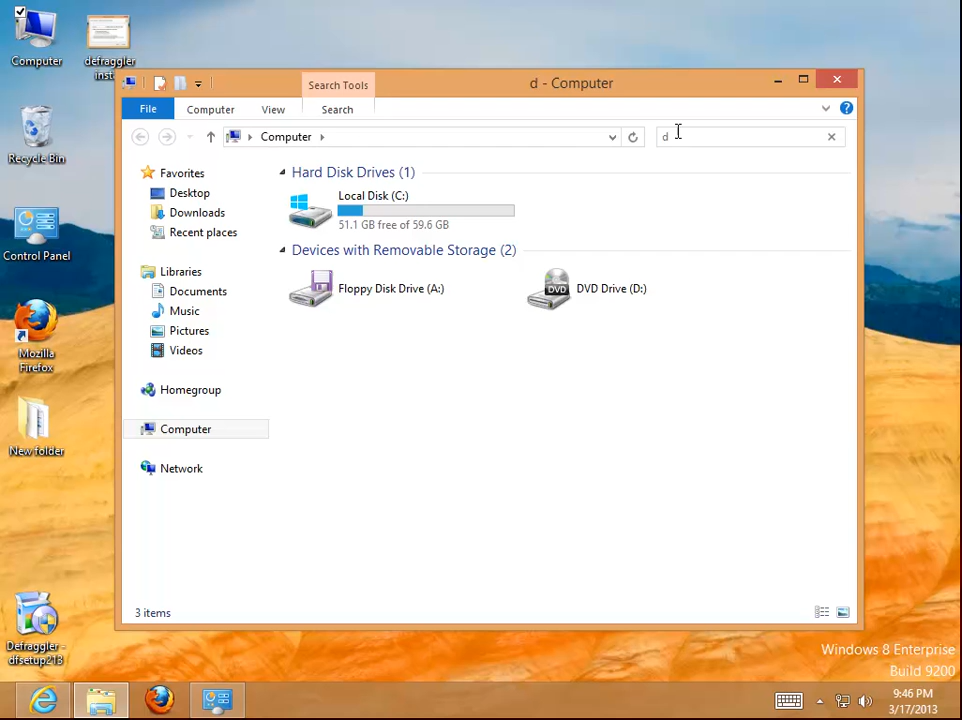 Computer
defraggler
inst
Recycle Bin
Control Panel
Mozilla
Firefox
New folder
Defraggler -
dfsetup213
Search Tools
d - Computer
File
Computer
View
Search
Computer
d
Favorites
Desktop
Downloads
Recent places
Libraries
Documents
Music
Pictures
Videos
Homegroup
Computer
Network
Hard Disk Drives (1)
Local Disk (C:)
51.1 GB free of 59.6 GB
Devices with Removable Storage (2)
Floppy Disk Drive (A:)
DVD
DVD Drive (D:)
3 items
Windows 8 Enterprise
Build 9200
9:46 PM
3/17/2013